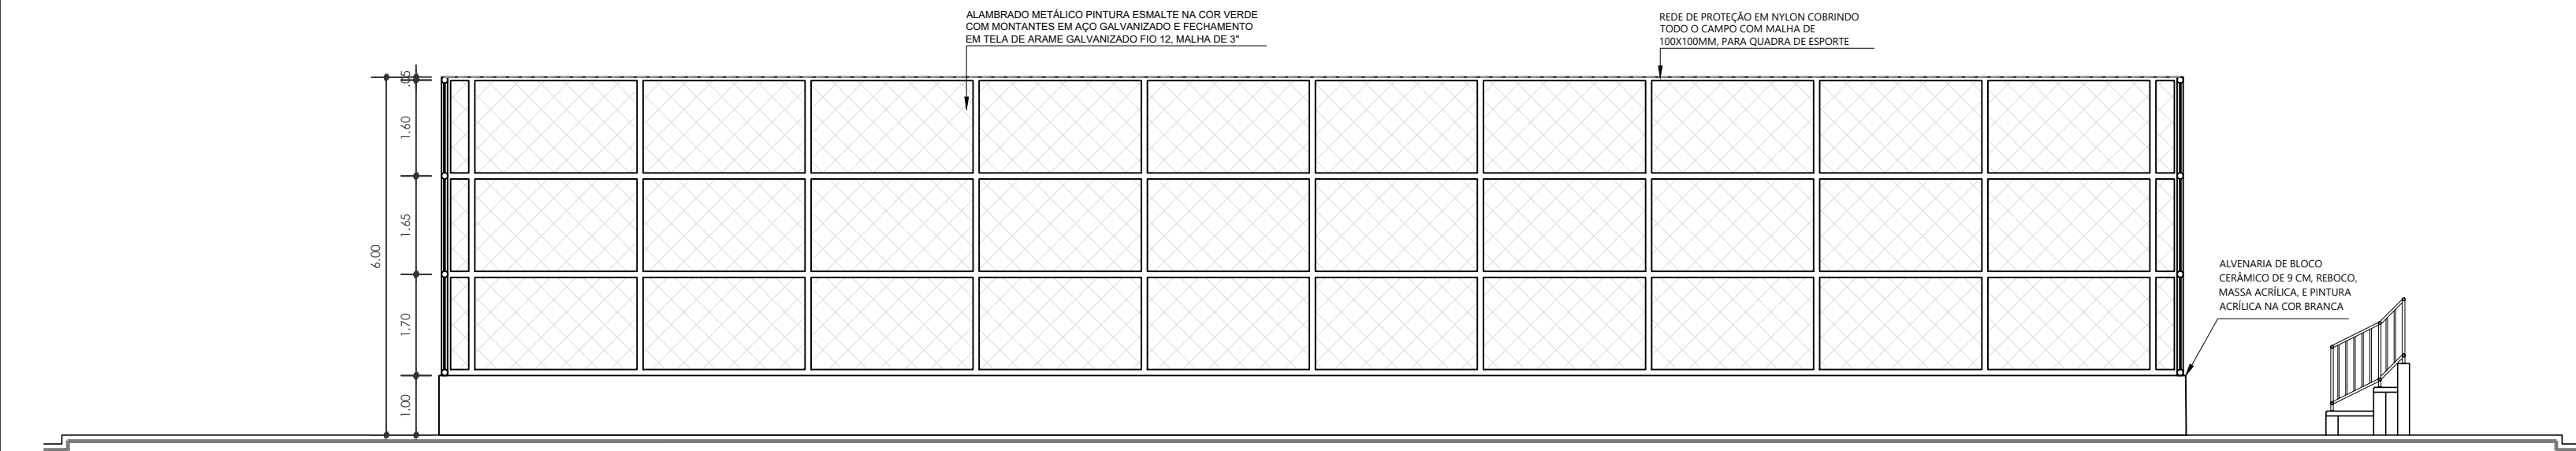 ALAMBRADO METÁLICO PINTURA ESMALTE NA COR VERDE
COM MONTANTES EM AÇO GALVANIZADO E FECHAMENTO
EM TELA DE ARAME GALVANIZADO FIO 12, MALHA DE 3"
REDE DE PROTEÇÃO EM NYLON COBRINDO
TODO O CAMPO COM MALHA DE
100X100MM, PARA QUADRA DE ESPORTE
.05
1.60
1.65
6.00
1.70
1.00
ALVENARIA DE BLOCO
CERÂMICO DE 9 CM, REBOCO,
MASSA ACRÍLICA, E PINTURA
ACRÍLICA NA COR BRANCA